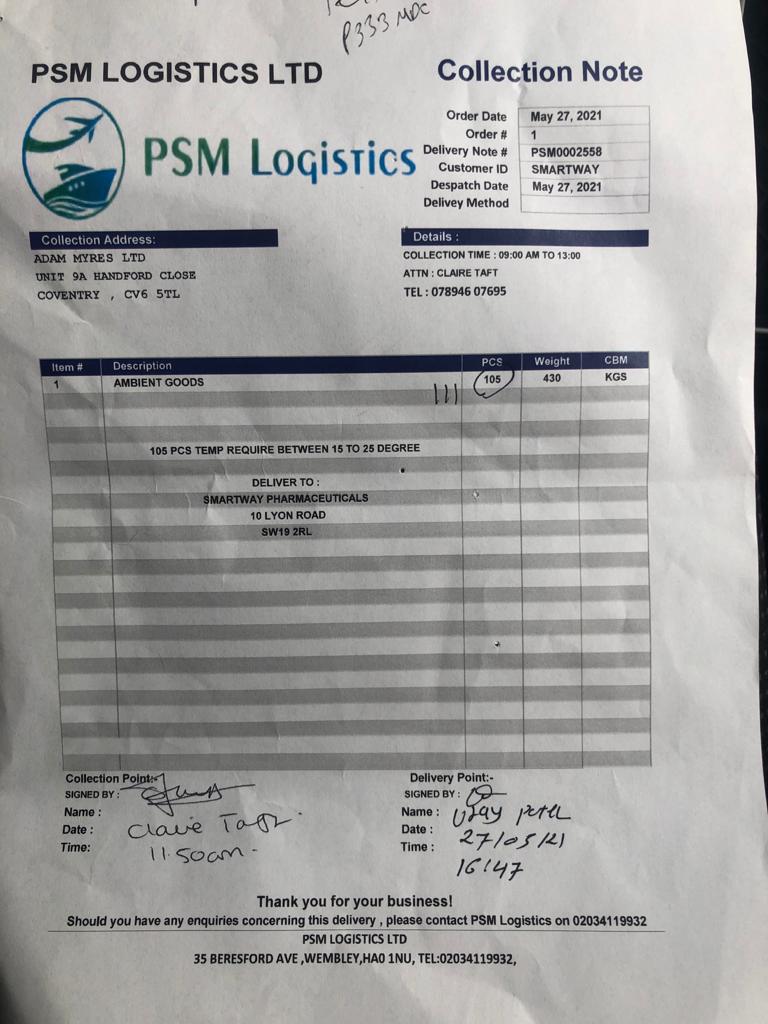 P333 MDC
PSM LOGISTICS LTD
Collection Note
PSM Logistics
Order Date May 27, 2021
Order # 1
Delivery Note # PSM0002558
Customer ID SMARTWAY
Despatch Date May 27, 2021
Delivey Method
Collection Address:
ADAM MYRES LTD
UNIT 9A HANDFORD CLOSE
COVENTRY , CV6 5TL
Details :
COLLECTION TIME : 09:00 AM TO 13:00
ATTN : CLAIRE TAFT
TEL : 078946 07695
Item # Description PCS Weight CBM
1 AMBIENT GOODS 105 430 KGS
111
105 PCS TEMP REQUIRE BETWEEN 15 TO 25 DEGREE
DELIVER TO :
SMARTWAY PHARMACEUTICALS
10 LYON ROAD
SW19 2RL
Collection Point:-
SIGNED BY :
Name :
Date : Claire Taft
Time: 11.50am
Delivery Point:-
SIGNED BY :
Name : Uday
Date : 27/05/21
Time : 16:47
Thank you for your business!
Should you have any enquiries concerning this delivery , please contact PSM Logistics on 02034119932
PSM LOGISTICS LTD
35 BERESFORD AVE ,WEMBLEY,HA0 1NU, TEL:02034119932,